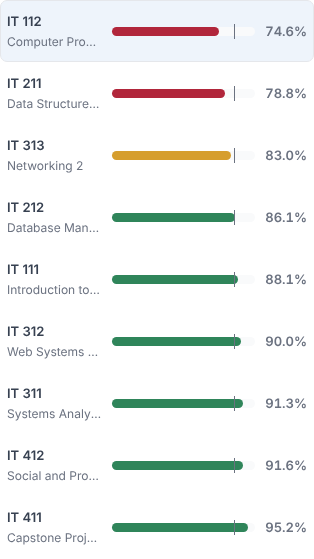 IT 112
Computer Pro...
74.6%
IT 211
Data Structure...
78.8%
IT 313
Networking 2
83.0%
IT 212
Database Man...
86.1%
IT 111
Introduction to...
88.1%
IT 312
Web Systems ...
90.0%
IT 311
Systems Analy...
91.3%
IT 412
Social and Pro...
91.6%
IT 411
Capstone Proj...
95.2%